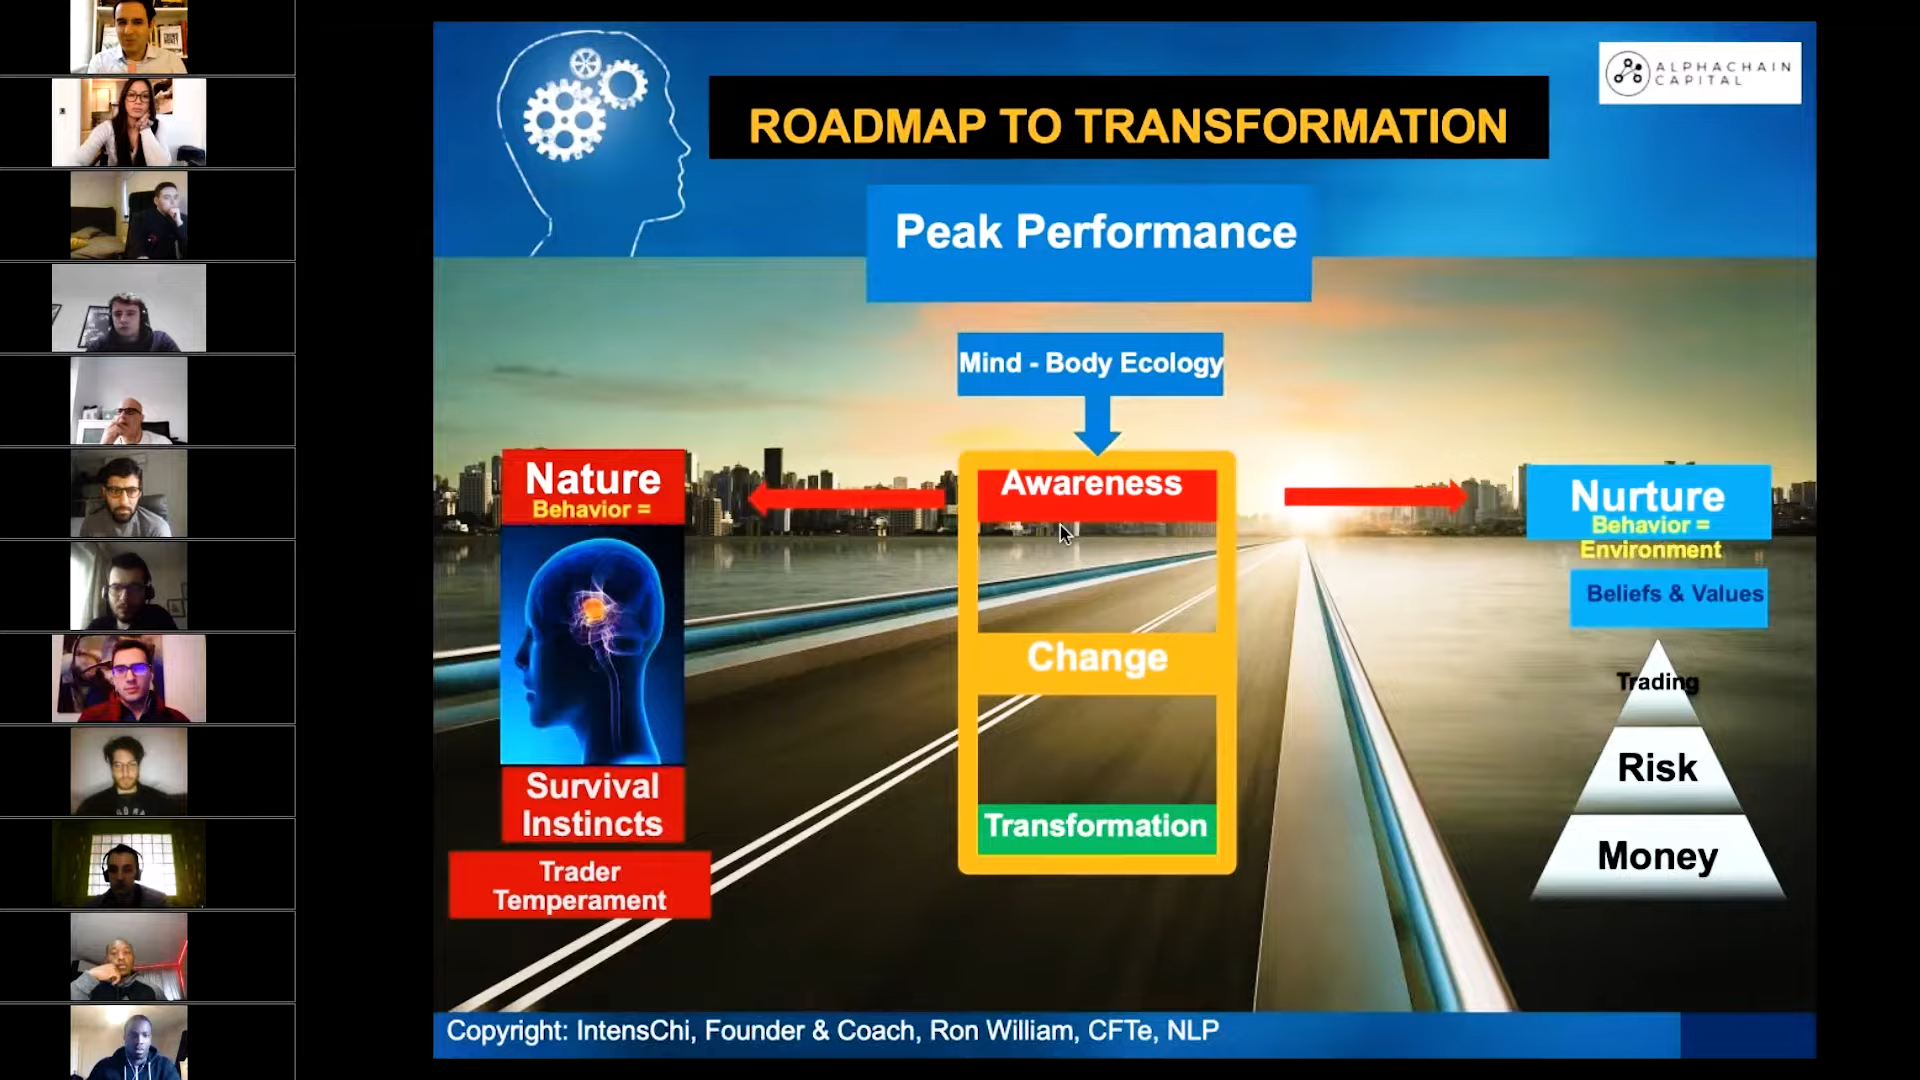 ALPHACHAIN
CAPITAL
ROADMAP TO TRANSFORMATION
Peak Performance
Mind - Body Ecology
Nature
Behavior =
Awareness
Nurture
Behavior =
Environment
Beliefs & Values
Change
Trading
Risk
Money
Survival
Instincts
Transformation
Trader
Temperament
Copyright: IntensChi, Founder & Coach, Ron William, CFTe, NLP